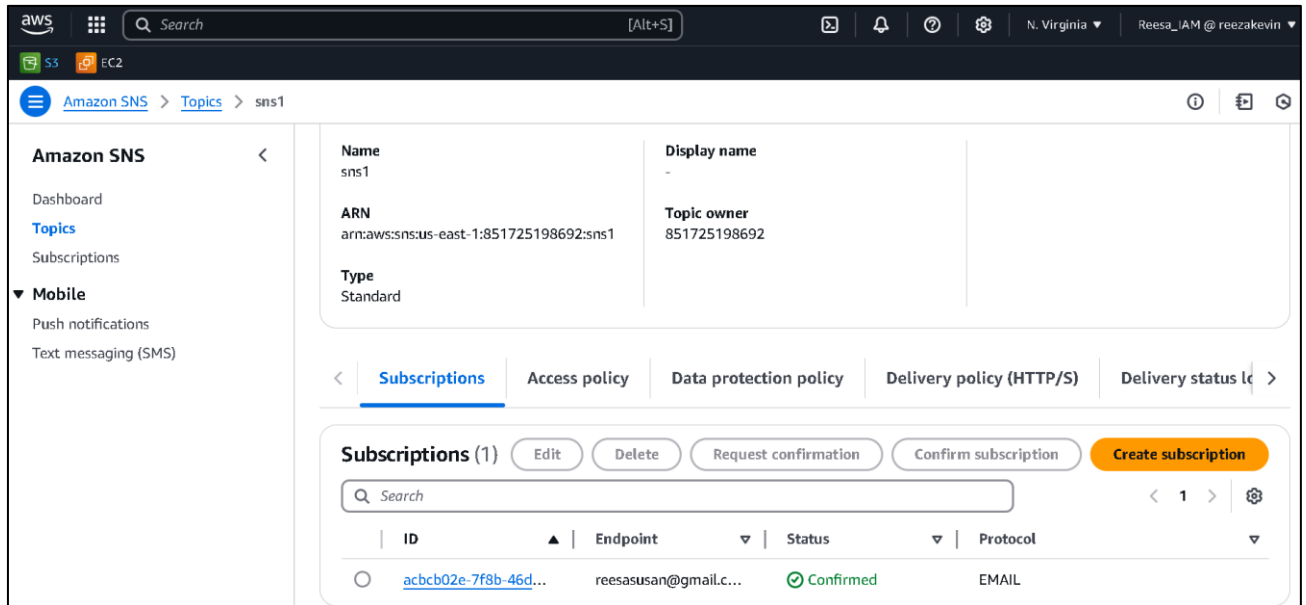 aws Search [Alt+S] N. Virginia ▼ Reesa_IAM @ reezakevin ▼
S3 EC2
Amazon SNS > Topics > sns1
Amazon SNS
Dashboard
Topics
Subscriptions
Mobile
Push notifications
Text messaging (SMS)
Name
sns1
Display name
-
ARN
arn:aws:sns:us-east-1:851725198692:sns1
Topic owner
851725198692
Type
Standard
Subscriptions Access policy Data protection policy Delivery policy (HTTP/S) Delivery status lo
Subscriptions (1) Edit Delete Request confirmation Confirm subscription Create subscription
Search
1
ID Endpoint Status Protocol
acbcb02e-7f8b-46d... reesasusan@gmail.c... Confirmed EMAIL